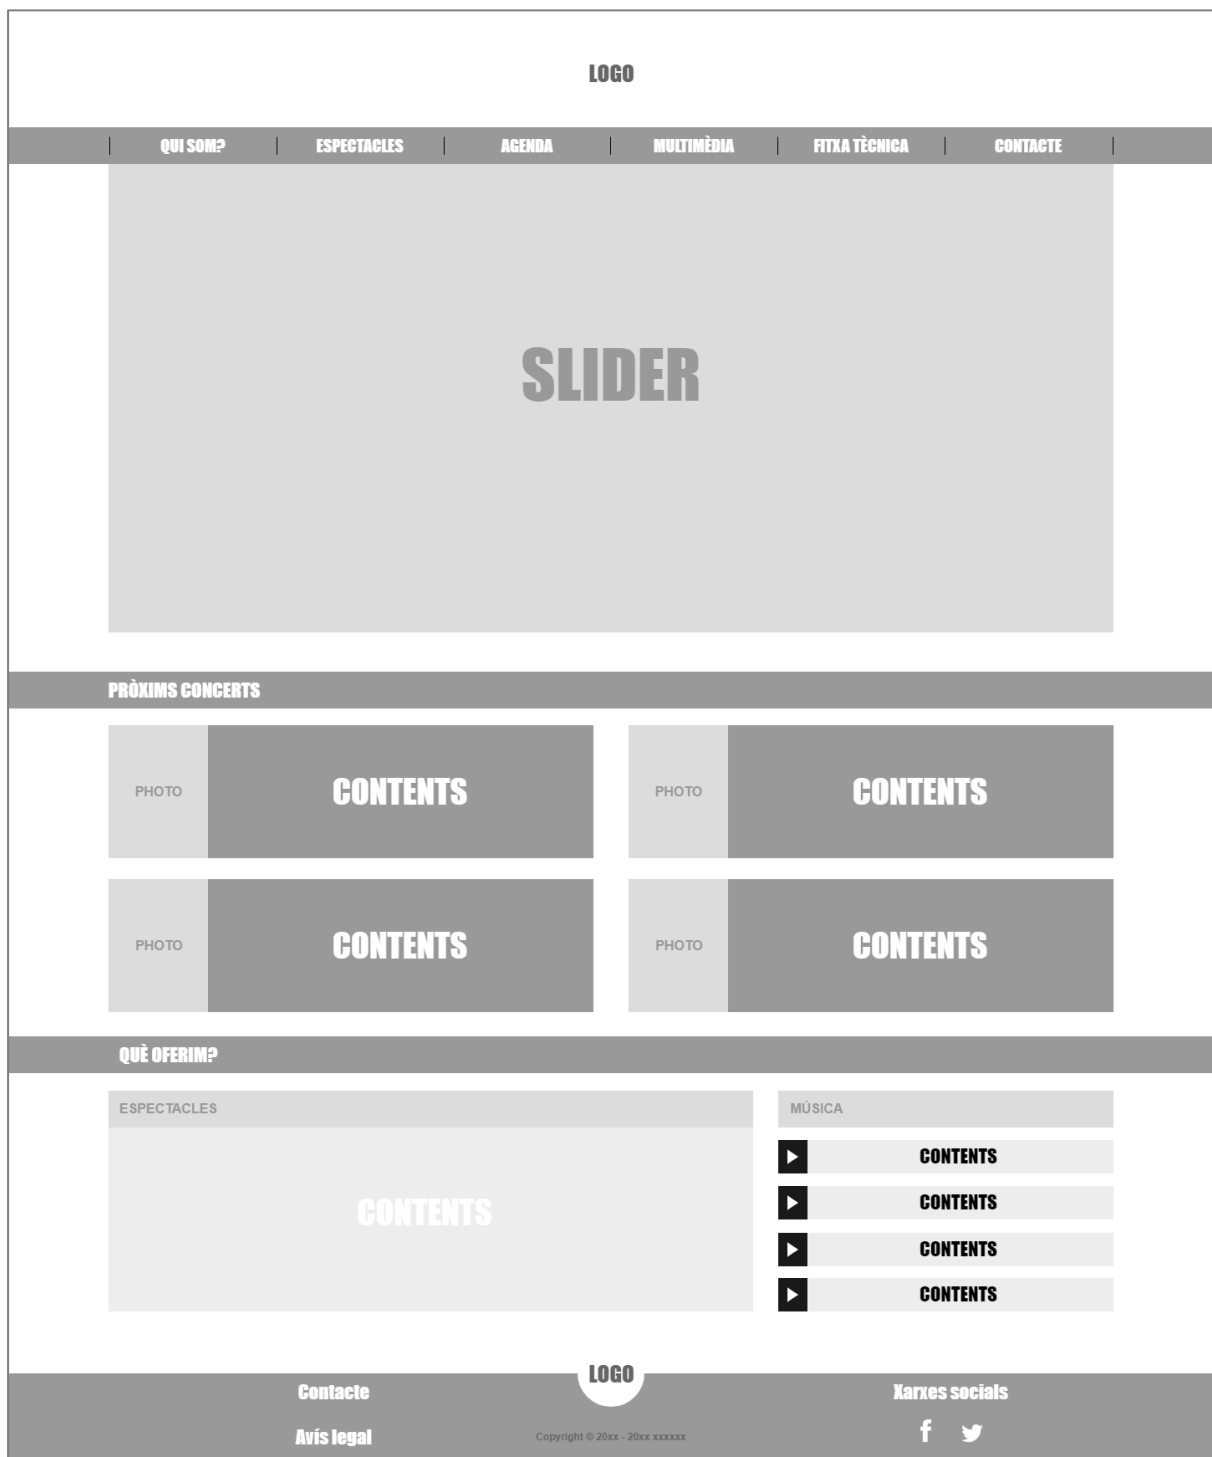 LOGO
QUI SOM?
ESPECTACLES
AGENDA
MULTIMÈDIA
FITXA TÈCNICA
CONTACTE
SLIDER
PRÒXIMS CONCERTS
PHOTO
CONTENTS
PHOTO
CONTENTS
PHOTO
CONTENTS
PHOTO
CONTENTS
QUÈ OFERIM?
ESPECTACLES
CONTENTS
MÚSICA
CONTENTS
CONTENTS
CONTENTS
CONTENTS
Contacte
Avís legal
LOGO
Copyright © 20xx - 20xx xxxxxx
Xarxes socials